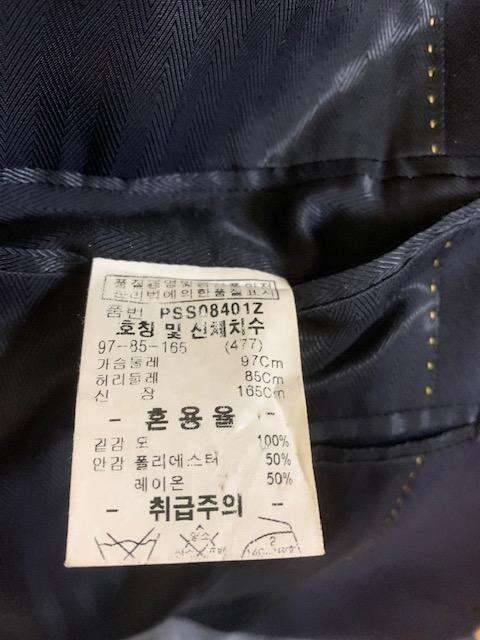 품번 PSS08401Z
호칭 및 신체치수
97-85-165 (477)
가슴둘레 97Cm
허리둘레 85Cm
신 장 165Cm
- 혼용율 -
겉감 모 100%
안감 폴리에스터 50%
레이온 50%
- 취급주의 -